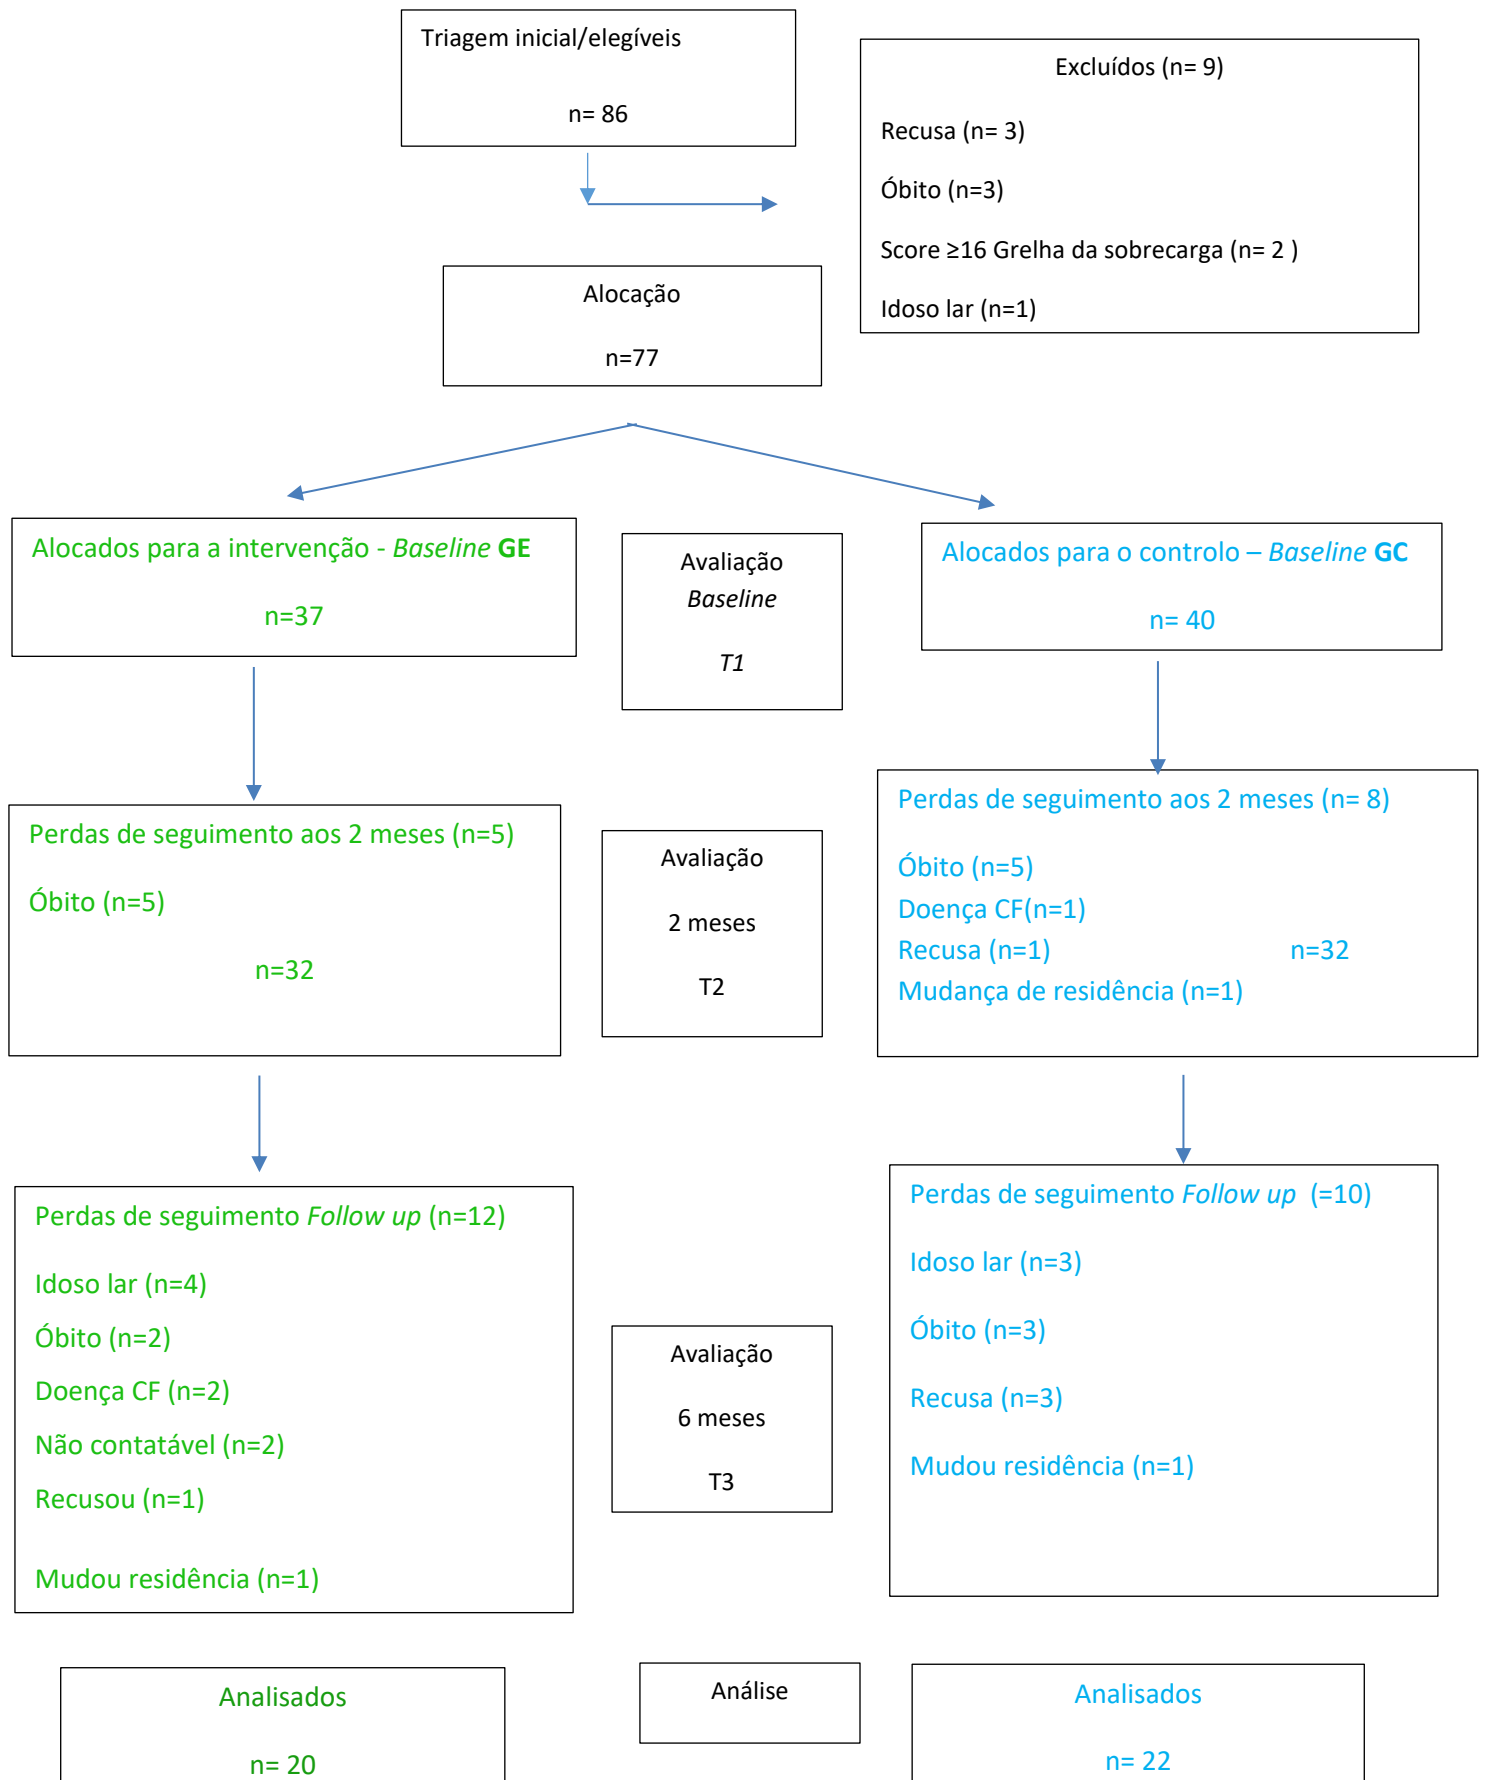 Triagem inicial/elegíveis
n= 86
Excluídos (n= 9)
Recusa (n= 3)
Óbito (n=3)
Score ≥16 Grelha da sobrecarga (n= 2 )
Idoso lar (n=1)
Alocação
n=77
Alocados para a intervenção - Baseline GE
n=37
Avaliação
Baseline
T1
Alocados para o controlo – Baseline GC
n= 40
Perdas de seguimento aos 2 meses (n=5)
Óbito (n=5)
n=32
Avaliação
2 meses
T2
Perdas de seguimento aos 2 meses (n= 8)
Óbito (n=5)
Doença CF(n=1)
Recusa (n=1) n=32
Mudança de residência (n=1)
Perdas de seguimento Follow up (n=12)
Idoso lar (n=4)
Óbito (n=2)
Doença CF (n=2)
Não contatável (n=2)
Recusou (n=1)
Mudou residência (n=1)
Avaliação
6 meses
T3
Perdas de seguimento Follow up (=10)
Idoso lar (n=3)
Óbito (n=3)
Recusa (n=3)
Mudou residência (n=1)
Analisados
n= 20
Análise
Analisados
n= 22